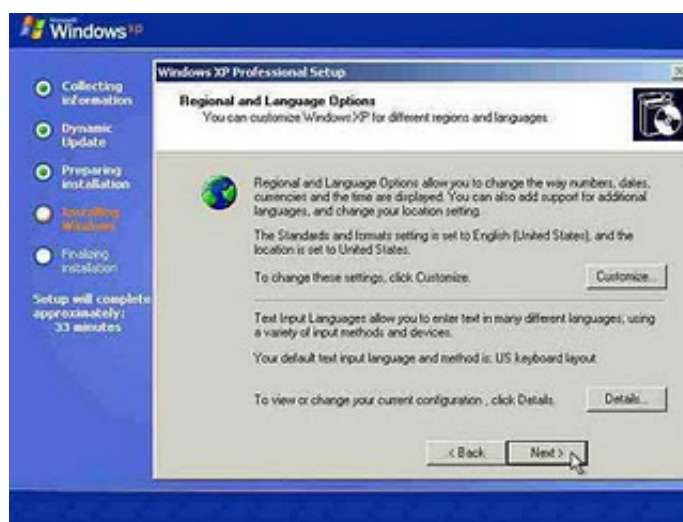 Microsoft
Windows xp
Collecting
information
Dynamic
Update
Preparing
installation
Installing
Windows
Finalizing
installation
Setup will complete
approximately:
33 minutes
Windows XP Professional Setup
Regional and Language Options
You can customize Windows XP for different regions and languages.
Regional and Language Options allow you to change the way numbers, dates,
currencies and the time are displayed. You can also add support for additional
languages, and change your location setting.
The Standards and formats setting is set to English (United States), and the
location is set to United States.
To change these settings, click Customize.
Customize...
Text Input Languages allow you to enter text in many different languages, using
a variety of input methods and devices.
Your default text input language and method is: US keyboard layout
To view or change your current configuration , click Details.
Details...
< Back
Next >